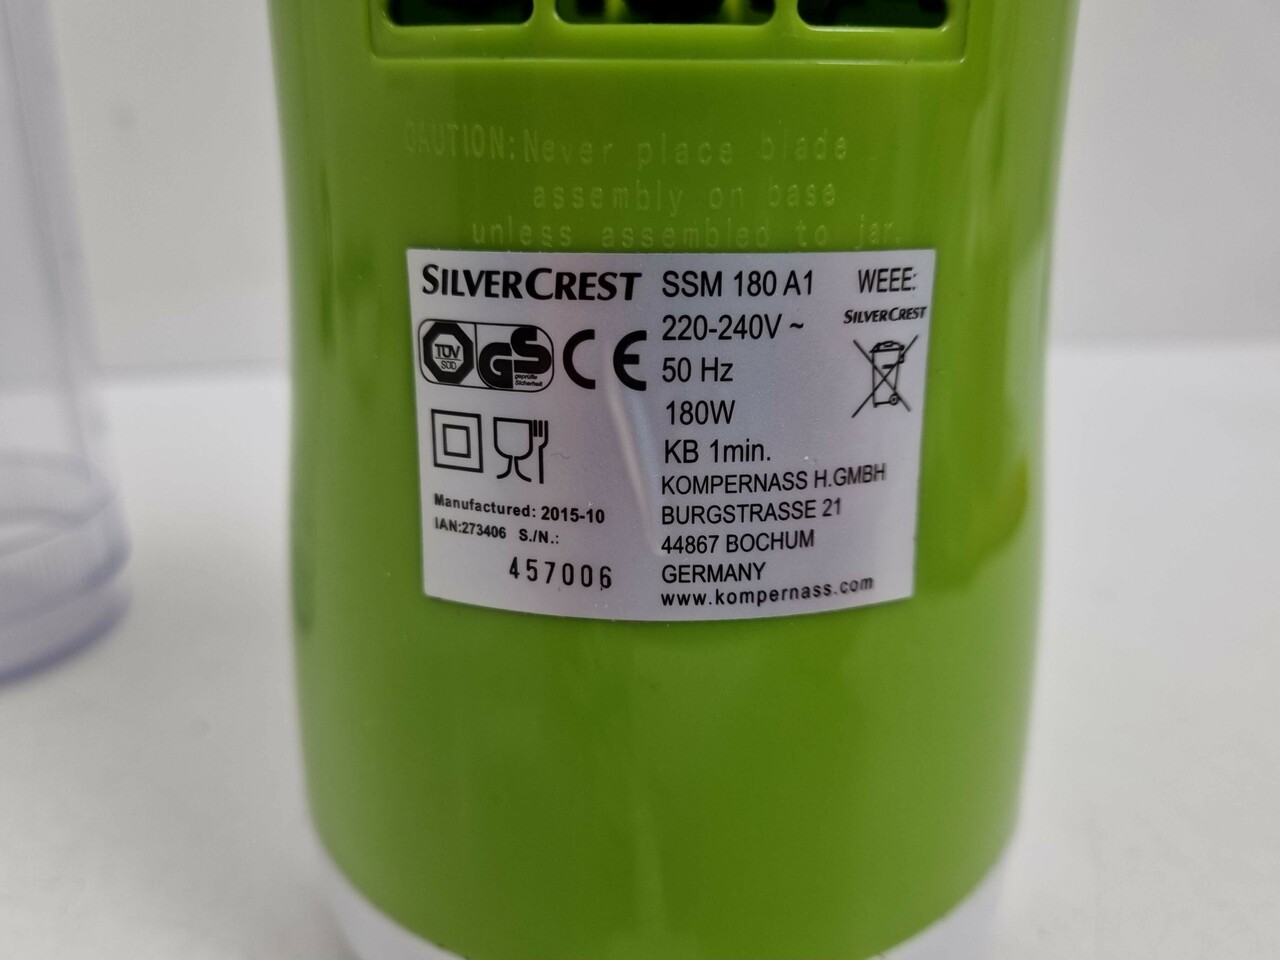 CAUTION: Never place blade
assembly on base
unless assembled to jar.
SILVERCREST
TÜV
SÜD
GS
geprüfte
Sicherheit
CE
Manufactured: 2015-10
IAN:273406 S./N.:
457006
SSM 180 A1
220-240V ~
50 Hz
180W
KB 1min.
KOMPERNASS H.GMBH
BURGSTRASSE 21
44867 BOCHUM
GERMANY
www.kompernass.com
WEEE:
SILVERCREST